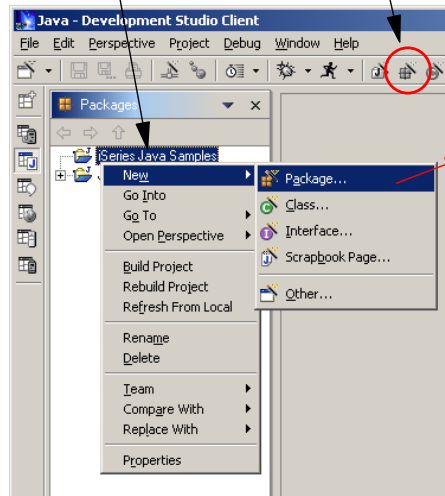 Java - Development Studio Client
File Edit Perspective Project Debug Window Help
Packages
iSeries Java Samples
J
New
Go Into
Go To
Open Perspective
Build Project
Rebuild Project
Refresh From Local
Rename
Delete
Team
Compare With
Replace With
Properties
Package...
Class...
Interface...
Scrapbook Page...
Other...